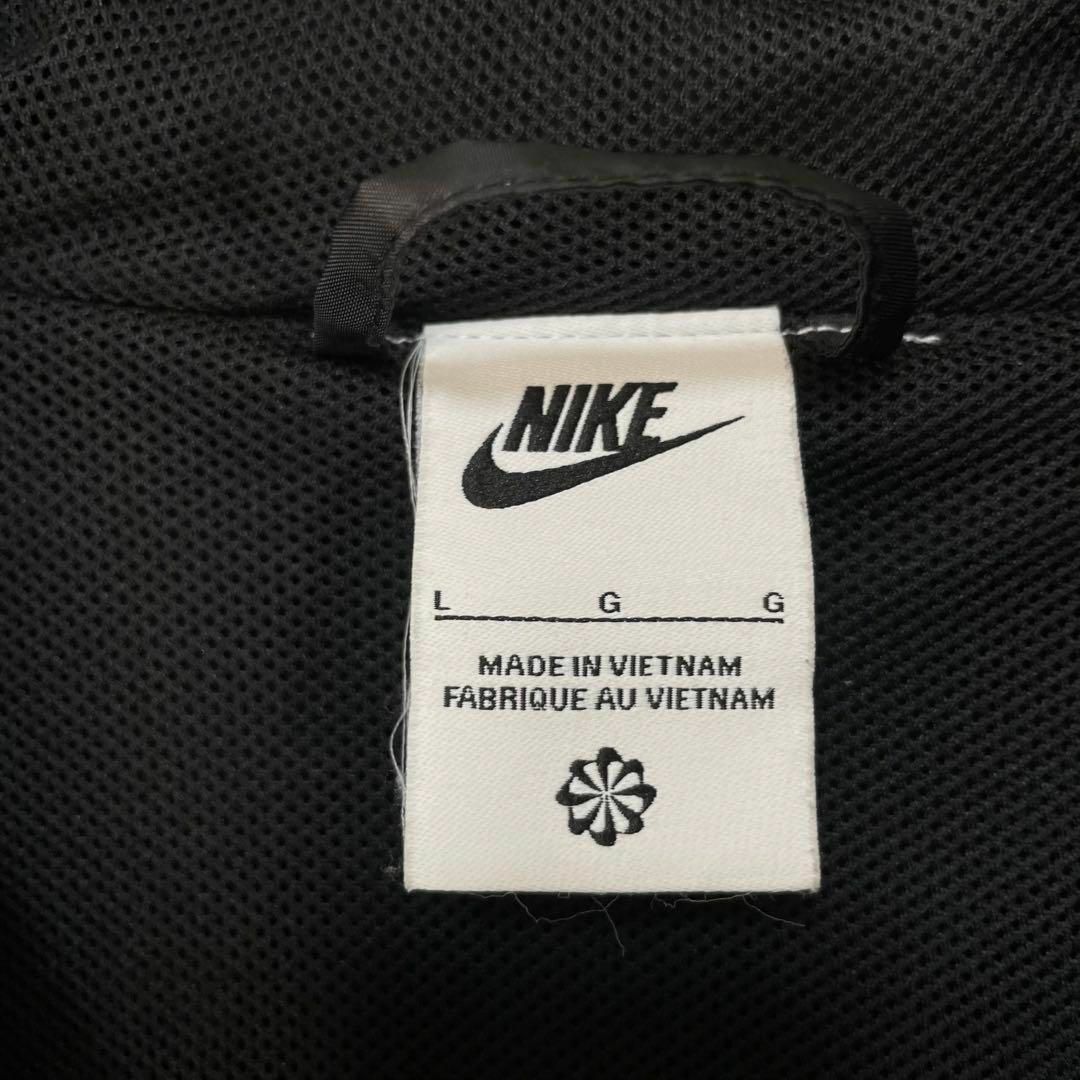 NIKE
L G G
MADE IN VIETNAM
FABRIQUE AU VIETNAM